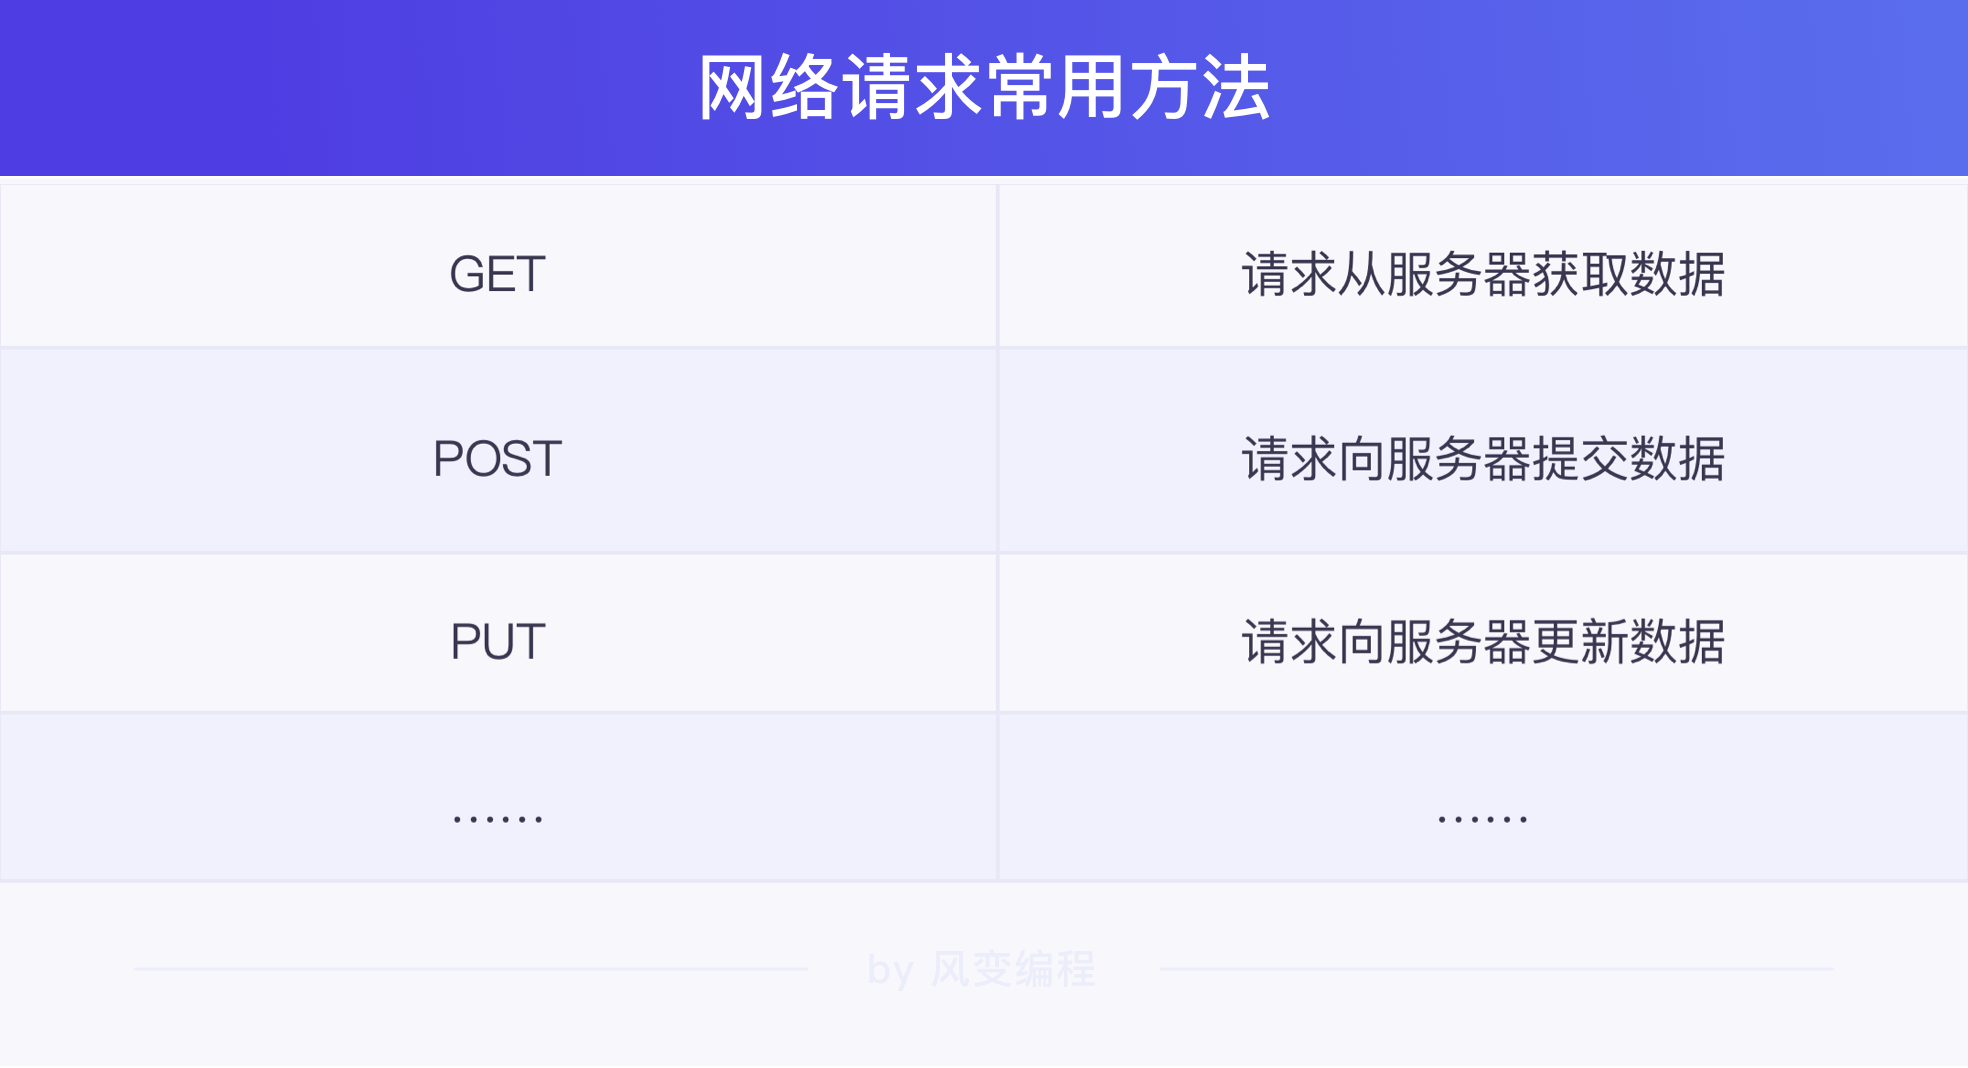 网络请求常用方法
GET 请求从服务器获取数据
POST 请求向服务器提交数据
PUT 请求向服务器更新数据
…… ……
by 风变编程